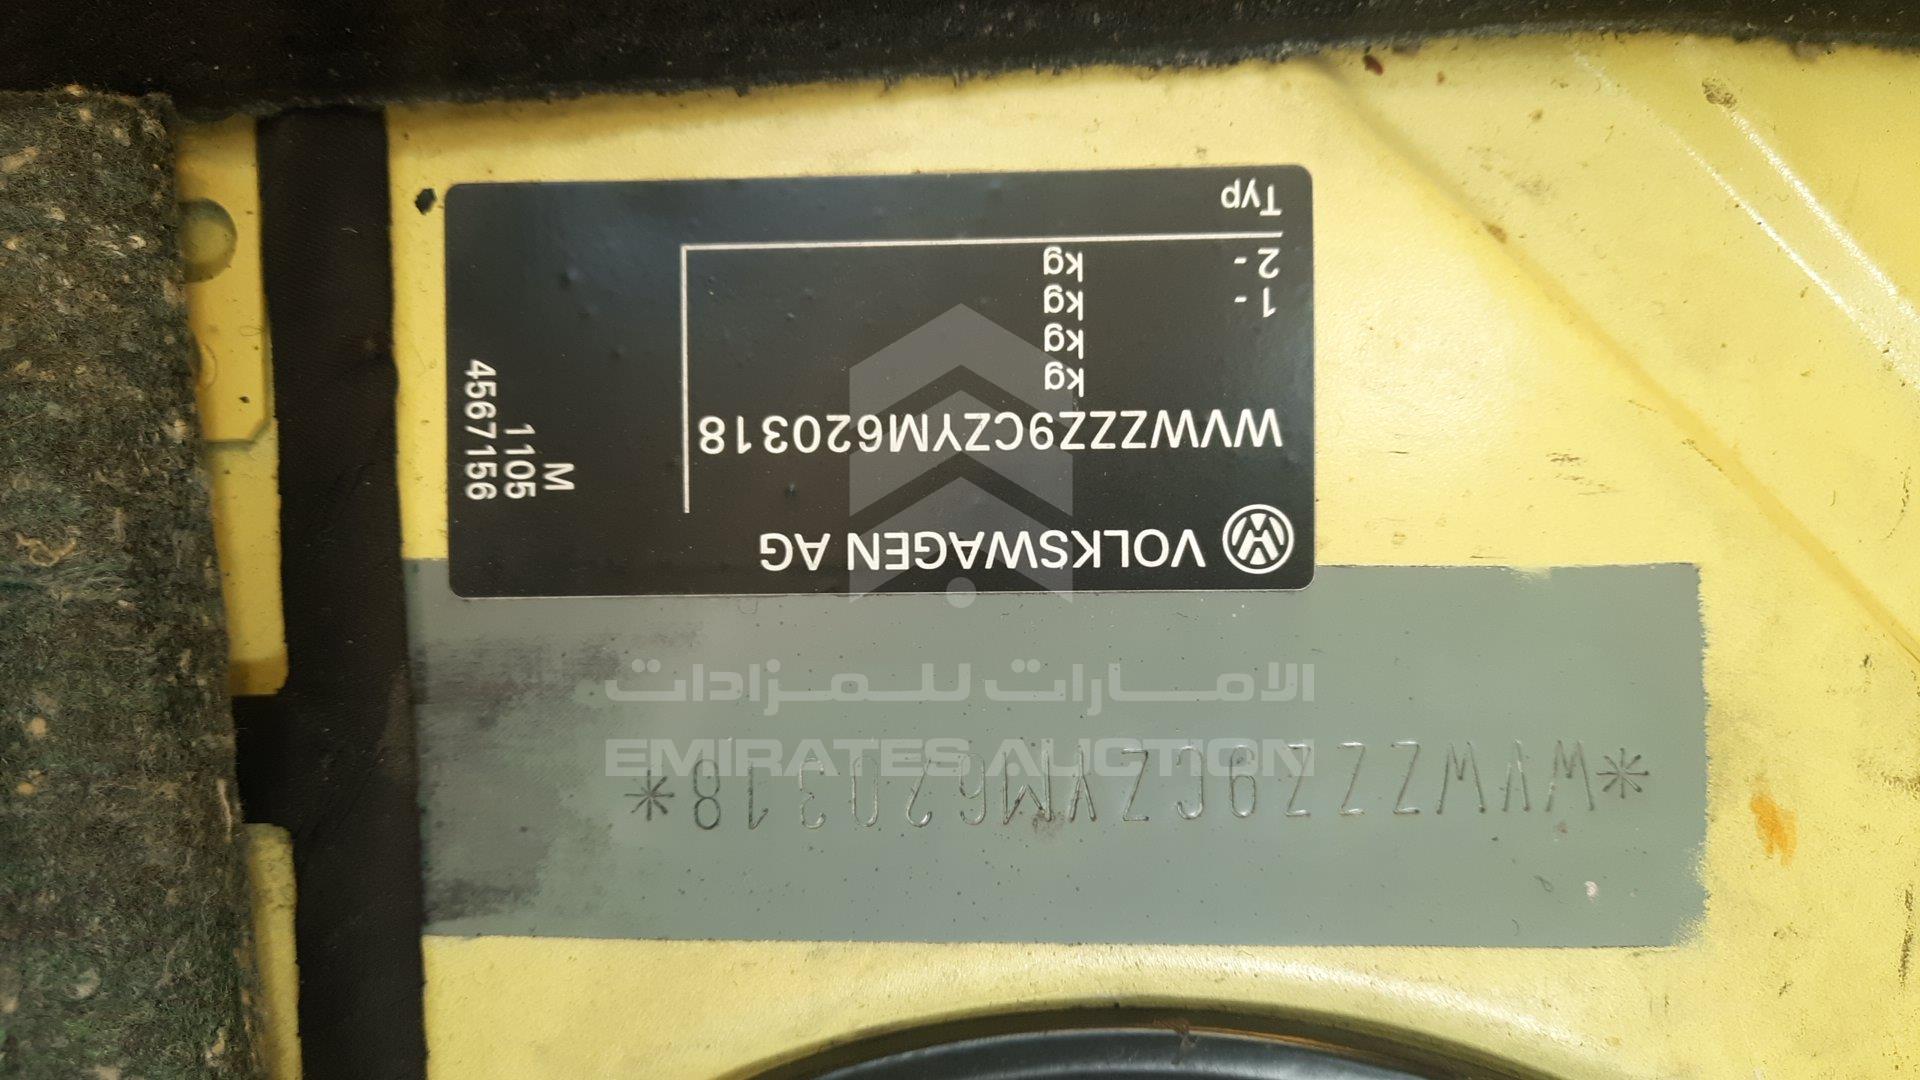 VOLKSWAGEN AG
WVWZZZ9CZYM620318
kg
kg
1 - kg
2 - kg
Typ
M
1105
4567156
*WVWZZZ9CZYM620318*
الامارات للمزادات
EMIRATES AUCTION